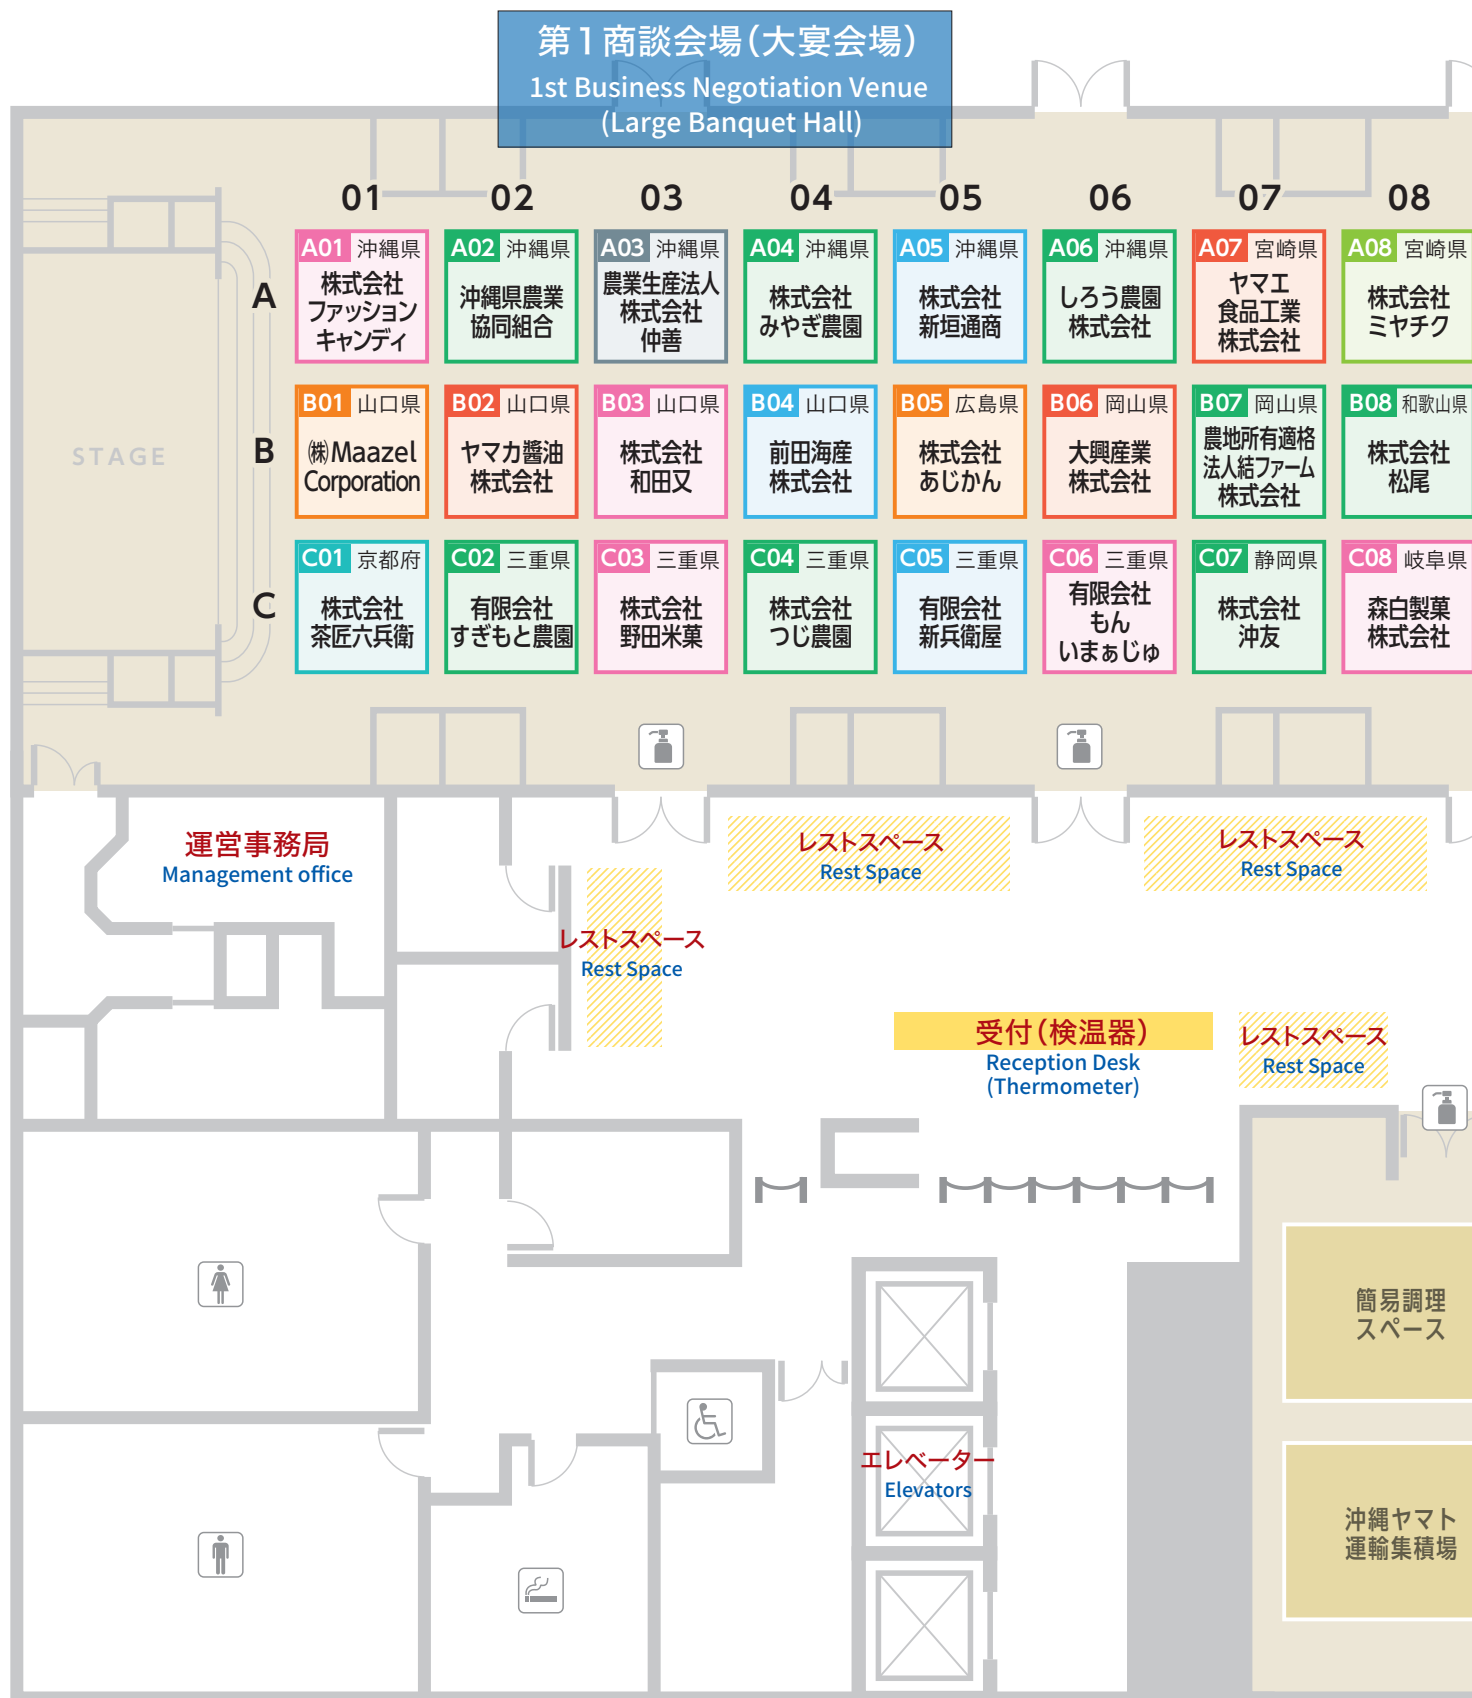 第1商談会場(大宴会場)
1st Business Negotiation Venue
(Large Banquet Hall)
01 02 03 04 05 06 07 08
A
A01 沖縄県
株式会社
ファッション
キャンディ
A02 沖縄県
沖縄県農業
協同組合
A03 沖縄県
農業生産法人
株式会社
仲善
A04 沖縄県
株式会社
みやぎ農園
A05 沖縄県
株式会社
新垣通商
A06 沖縄県
しろう農園
株式会社
A07 宮崎県
ヤマエ
食品工業
株式会社
A08 宮崎県
株式会社
ミヤチク
STAGE
B
B01 山口県
㈱Maazel
Corporation
B02 山口県
ヤマカ醬油
株式会社
B03 山口県
株式会社
和田又
B04 山口県
前田海産
株式会社
B05 広島県
株式会社
あじかん
B06 岡山県
大興産業
株式会社
B07 岡山県
農地所有適格
法人結ファーム
株式会社
B08 和歌山県
株式会社
松尾
C
C01 京都府
株式会社
茶匠六兵衛
C02 三重県
有限会社
すぎもと農園
C03 三重県
株式会社
野田米菓
C04 三重県
株式会社
つじ農園
C05 三重県
有限会社
新兵衛屋
C06 三重県
有限会社
もん
いまぁじゅ
C07 静岡県
株式会社
沖友
C08 岐阜県
森白製菓
株式会社
運営事務局
Management office
レストスペース
Rest Space
レストスペース
Rest Space
レストスペース
Rest Space
受付(検温器)
Reception Desk
(Thermometer)
レストスペース
Rest Space
簡易調理
スペース
エレベーター
Elevators
沖縄ヤマト
運輸集積場